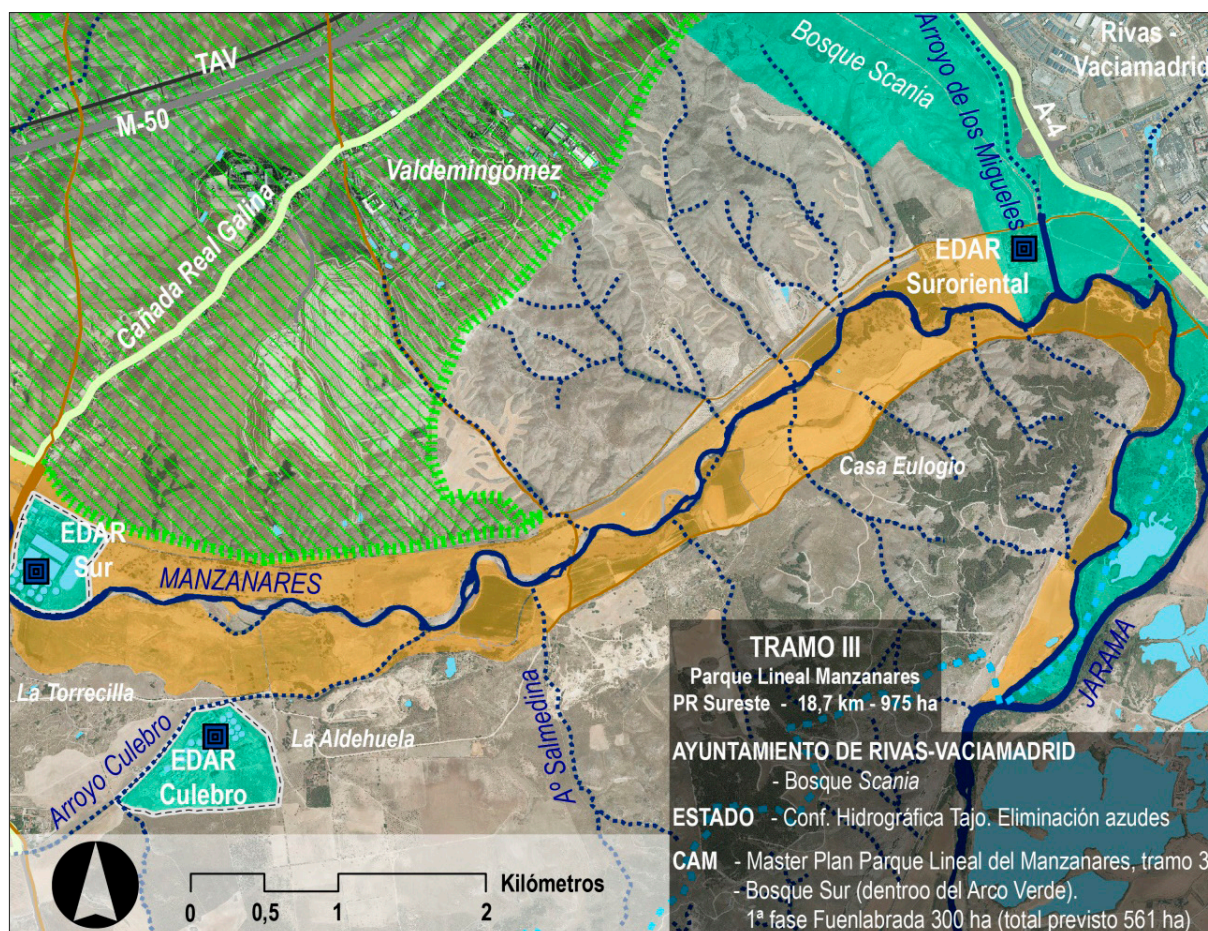 TAV
M-50
Cañada Real Galina
Valdemingómez
Bosque Scania
Arroyo de los Migueles
A-4
Rivas -
Vaciamadrid
EDAR
Suroriental
Casa Eulogio
EDAR
Sur
MANZANARES
La Torrecilla
Arroyo Culebro
EDAR
Culebro
La Aldehuela
Aº Salmedina
JARAMA
TRAMO III
Parque Lineal Manzanares
PR Sureste - 18,7 km - 975 ha
AYUNTAMIENTO DE RIVAS-VACIAMADRID
- Bosque Scania
ESTADO - Conf. Hidrográfica Tajo. Eliminación azudes
CAM - Master Plan Parque Lineal del Manzanares, tramo 3
- Bosque Sur (dentroo del Arco Verde).
1ª fase Fuenlabrada 300 ha (total previsto 561 ha)
Kilómetros
0 0,5 1 2